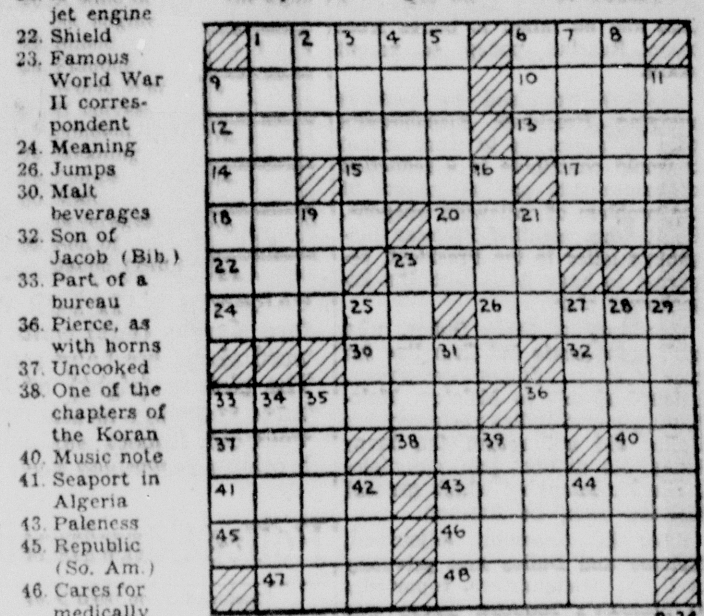 jet engine
22. Shield
23. Famous
World War
II corres-
pondent
24. Meaning
26. Jumps
30. Malt
beverages
32. Son of
Jacob (Bib.)
33. Part of a
bureau
36. Pierce, as
with horns
37. Uncooked
38. One of the
chapters of
the Koran
40. Music note
41. Seaport in
Algeria
43. Paleness
45. Republic
(So. Am.)
46. Cares for
medically
1 2 3 4 5 6 7 8
9 10 11
12 13
14 15 16 17
18 19 20 21
22 23
24 25 26 27 28 29
30 31 32
33 34 35 36
37 38 39 40
41 42 43 44
45 46
47 48